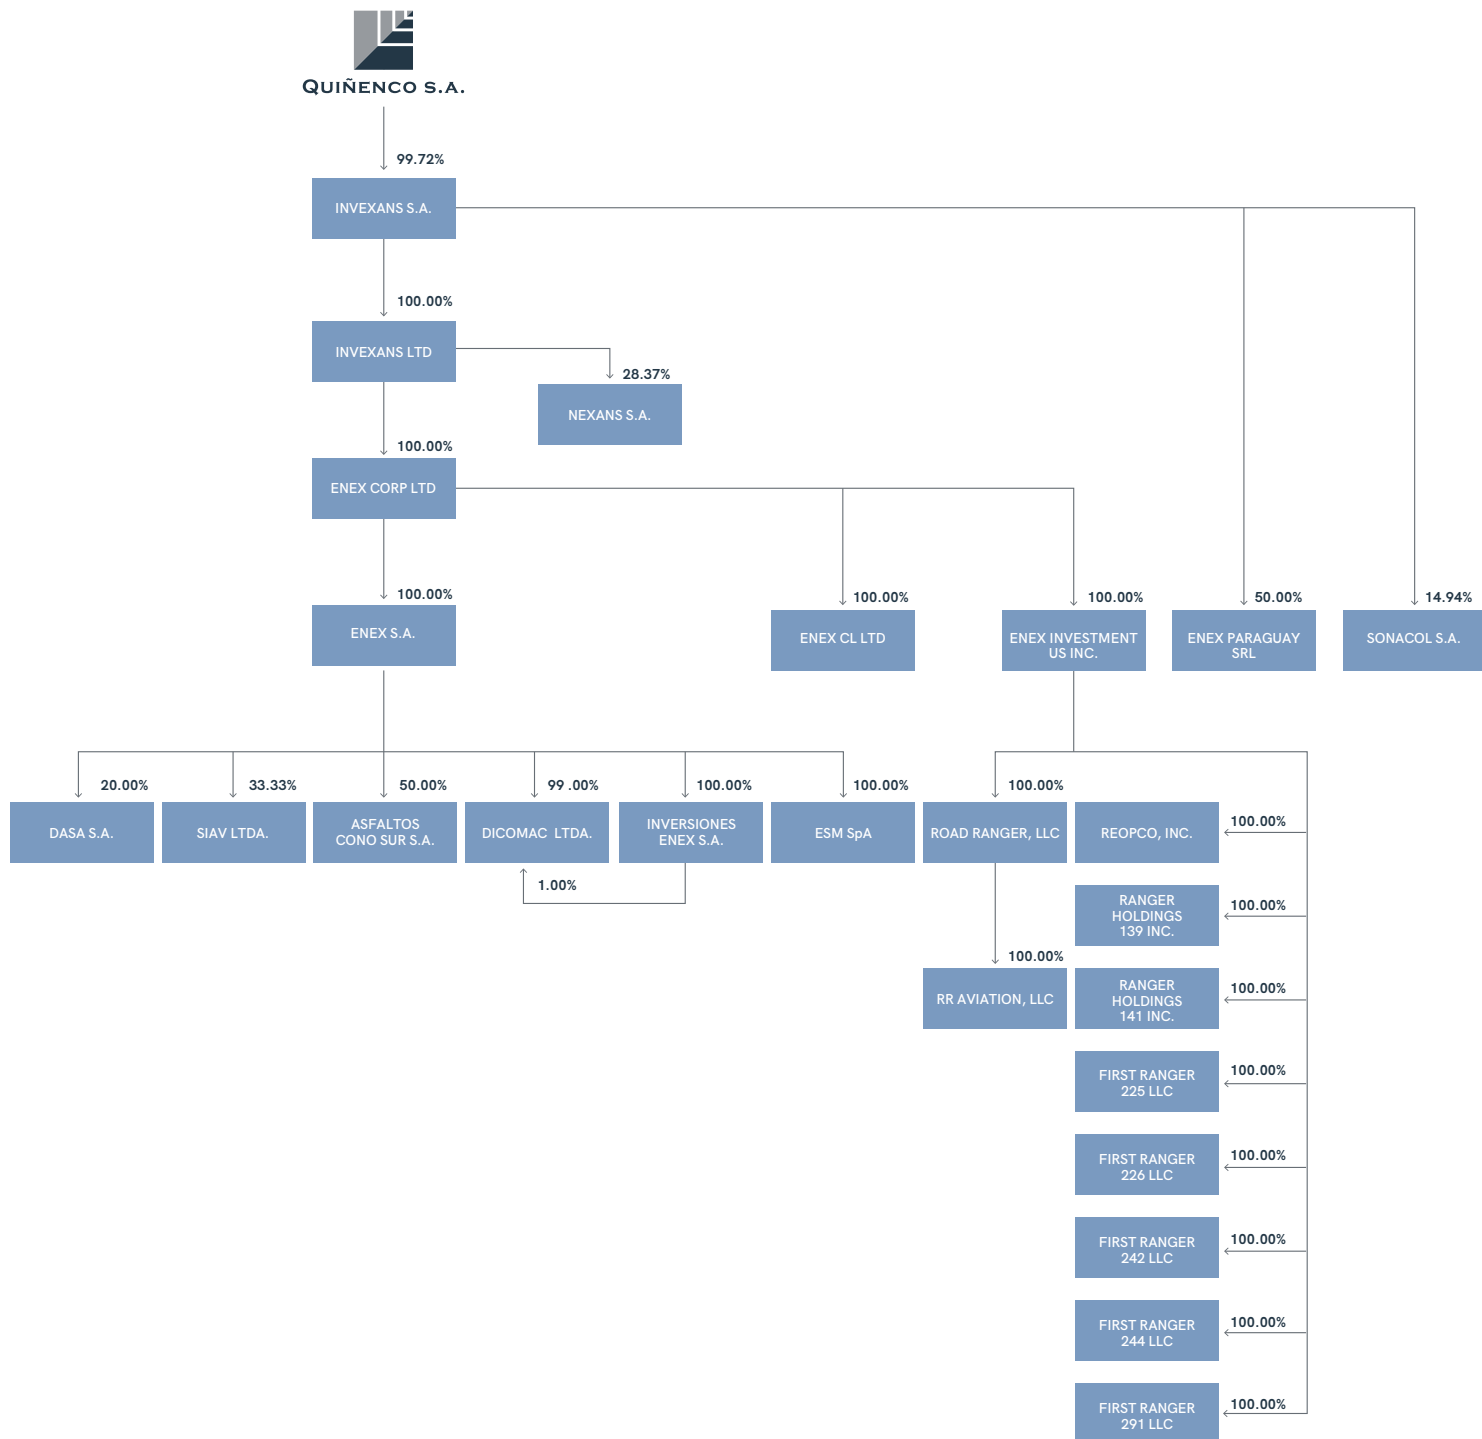 QUIÑENCO S.A.
99.72%
INVEXANS S.A.
100.00%
INVEXANS LTD
28.37%
NEXANS S.A.
100.00%
ENEX CORP LTD
100.00%
ENEX S.A.
100.00%
ENEX CL LTD
100.00%
ENEX INVESTMENT
US INC.
50.00%
ENEX PARAGUAY
SRL
14.94%
SONACOL S.A.
20.00%
DASA S.A.
33.33%
SIAV LTDA.
50.00%
ASFALTOS
CONO SUR S.A.
99 .00%
DICOMAC  LTDA.
100.00%
INVERSIONES
ENEX S.A.
1.00%
100.00%
ESM SpA
100.00%
ROAD RANGER, LLC
100.00%
RR AVIATION, LLC
100.00%
REOPCO, INC.
100.00%
RANGER
HOLDINGS
139 INC.
100.00%
RANGER
HOLDINGS
141 INC.
100.00%
FIRST RANGER
225 LLC
100.00%
FIRST RANGER
226 LLC
100.00%
FIRST RANGER
242 LLC
100.00%
FIRST RANGER
244 LLC
100.00%
FIRST RANGER
291 LLC